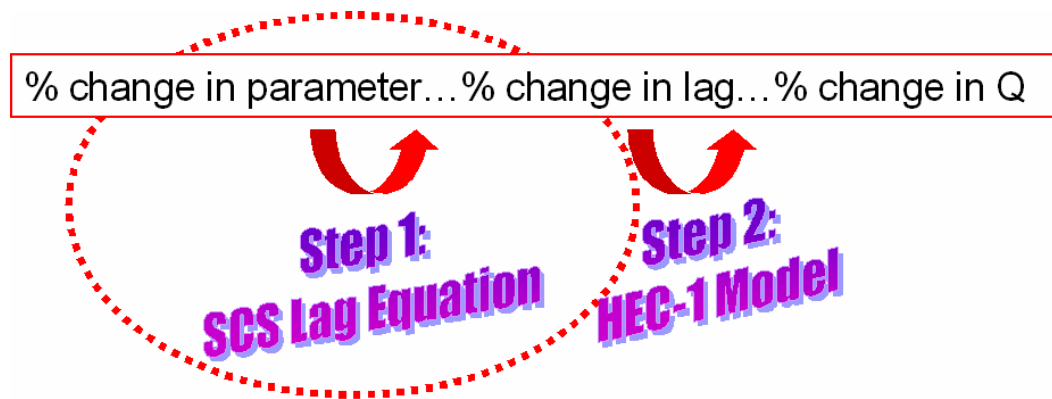 % change in parameter...% change in lag...% change in Q
Step 1:
SCS Lag Equation
Step 2:
HEC-1 Model